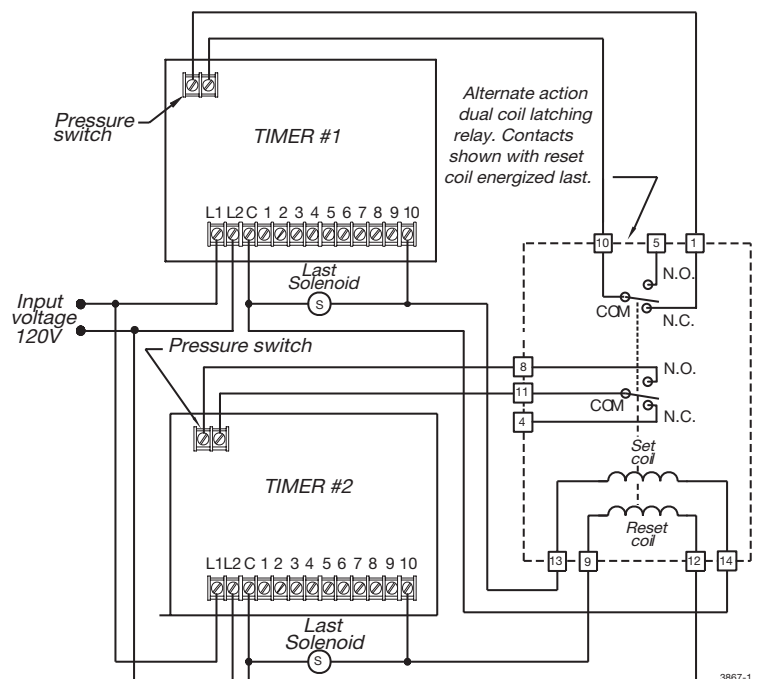 Pressure
switch
TIMER #1
Alternate action
dual coil latching
relay. Contacts
shown with reset
coil energized last.
L1 L2 C 1 2 3 4 5 6 7 8 9 10
Last
Solenoid
S
Input
voltage
120V
10 5 1
N.O.
COM
N.C.
Pressure switch
8
11
4
N.O.
COM
N.C.
TIMER #2
Set
coil
Reset
coil
13 9 12 14
L1 L2 C 1 2 3 4 5 6 7 8 9 10
Last
Solenoid
S
3867-1